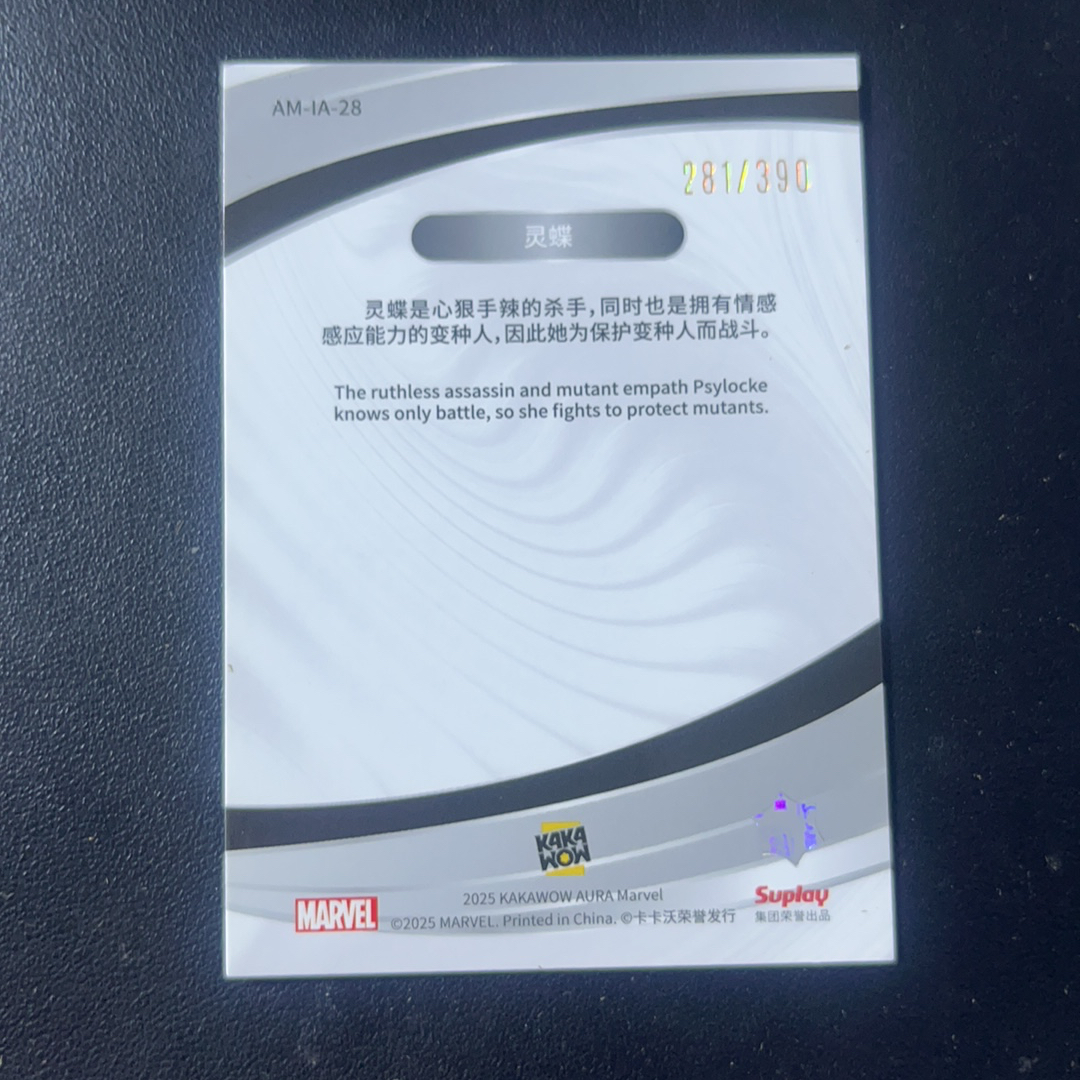 AM-IA-28
281/390
灵蝶
灵蝶是心狠手辣的杀手，同时也是拥有情感
感应能力的变种人，因此她为保护变种人而战斗。
The ruthless assassin and mutant empath Psylocke
knows only battle, so she fights to protect mutants.
KAKA
WOW
2025 KAKAWOW AURA Marvel
MARVEL
©2025 MARVEL. Printed in China. ©卡卡沃荣誉发行
Suplay
集团荣誉出品